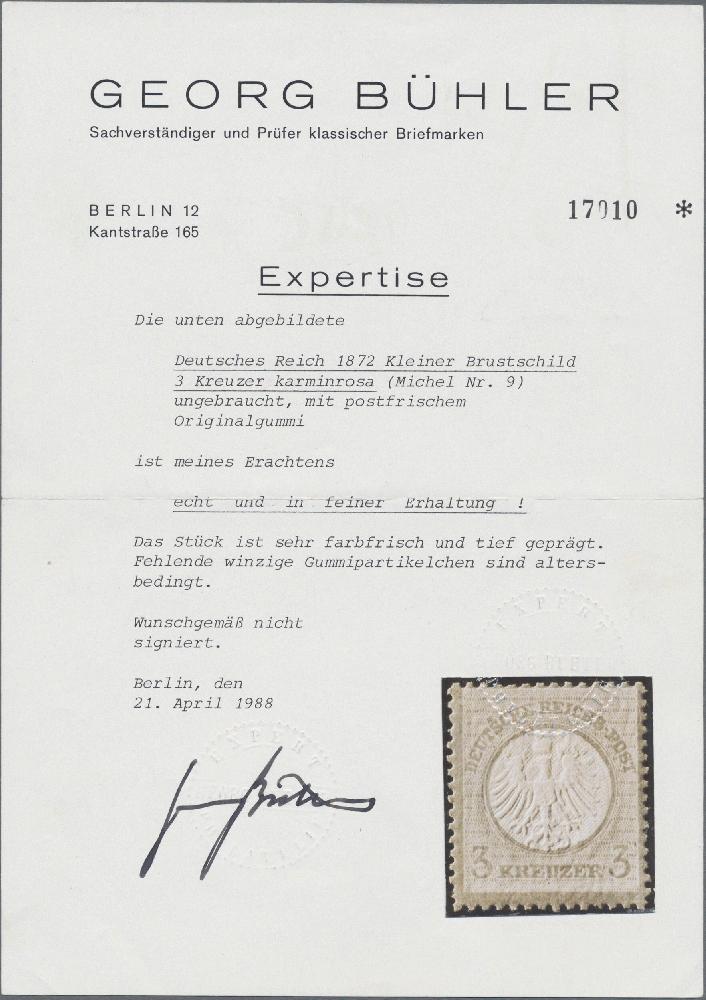 GEORG BÜHLER
Sachverständiger und Prüfer klassischer Briefmarken
BERLIN 12
Kantstraße 165
17010 *
Expertise
Die unten abgebildete
Deutsches Reich 1872 Kleiner Brustschild
3 Kreuzer karminrosa (Michel Nr. 9)
ungebraucht, mit postfrischem
Originalgummi
ist meines Erachtens
echt und in feiner Erhaltung !
Das Stück ist sehr farbfrisch und tief geprägt.
Fehlende winzige Gummipartikelchen sind alters-
bedingt.
Wunschgemäß nicht
signiert.
Berlin, den
21. April 1988
EXPERT
EXPERT
DEUTSCHE REICHS-POST
3 KREUZER 3